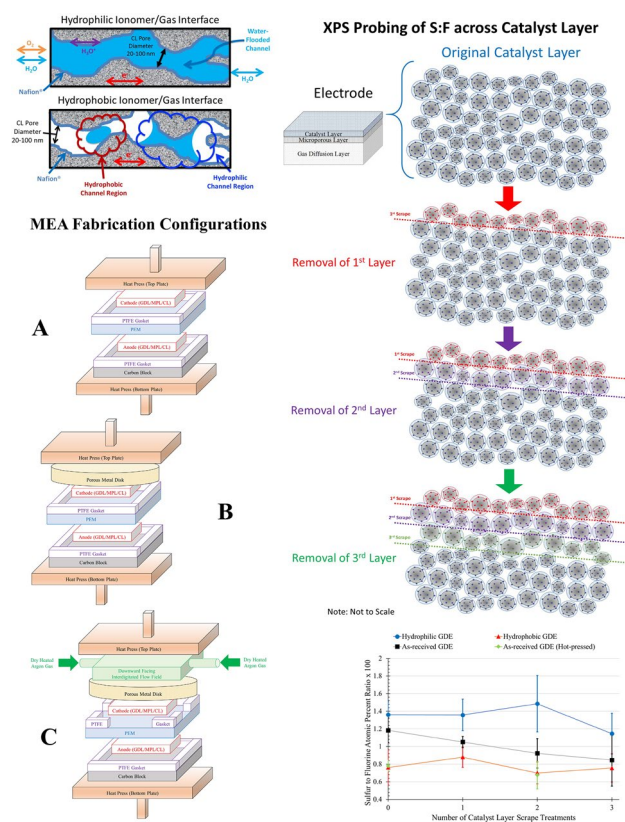 Hydrophilic Ionomer/Gas Interface
O₂
H₂O
H₃O⁺
CL Pore
Diameter
20-100 nm
Water-
Flooded
Channel
e⁻
H₂O
Nafion®
Hydrophobic Ionomer/Gas Interface
CL Pore
Diameter
20-100 nm
e⁻
Nafion®
Hydrophobic
Channel Region
Hydrophilic
Channel Region
MEA Fabrication Configurations
A
Heat Press (Top Plate)
Cathode (GDL/MPL/CL)
PTFE Gasket
PEM
Anode (GDL/MPL/CL)
PTFE Gasket
Carbon Block
Heat Press (Bottom Plate)
B
Heat Press (Top Plate)
Porous Metal Disk
Cathode (GDL/MPL/CL)
PTFE Gasket
PEM
Anode (GDL/MPL/CL)
PTFE Gasket
Carbon Block
Heat Press (Bottom Plate)
C
Heat Press (Top Plate)
Dry Heated
Argon Gas
Downward Facing
Interdigitated Flow Field
Dry Heated
Argon Gas
Porous Metal Disk
Cathode (GDL/MPL/CL)
PTFE
Gasket
PEM
Anode (GDL/MPL/CL)
PTFE Gasket
Carbon Block
Heat Press (Bottom Plate)
XPS Probing of S:F across Catalyst Layer
Original Catalyst Layer
Electrode
Catalyst Layer
Microporous Layer
Gas Diffusion Layer
1st Scrape
Removal of 1st Layer
1st Scrape
2nd Scrape
Removal of 2nd Layer
1st Scrape
2nd Scrape
3rd Scrape
Removal of 3rd Layer
Note: Not to Scale
Hydrophilic GDE
Hydrophobic GDE
As-received GDE
As-received GDE (Hot-pressed)
Sulfur to Fluorine Atomic Percent Ratio x 100
1.8
1.6
1.4
1.2
1
0.8
0.6
0.4
0
1
2
3
Number of Catalyst Layer Scrape Treatments